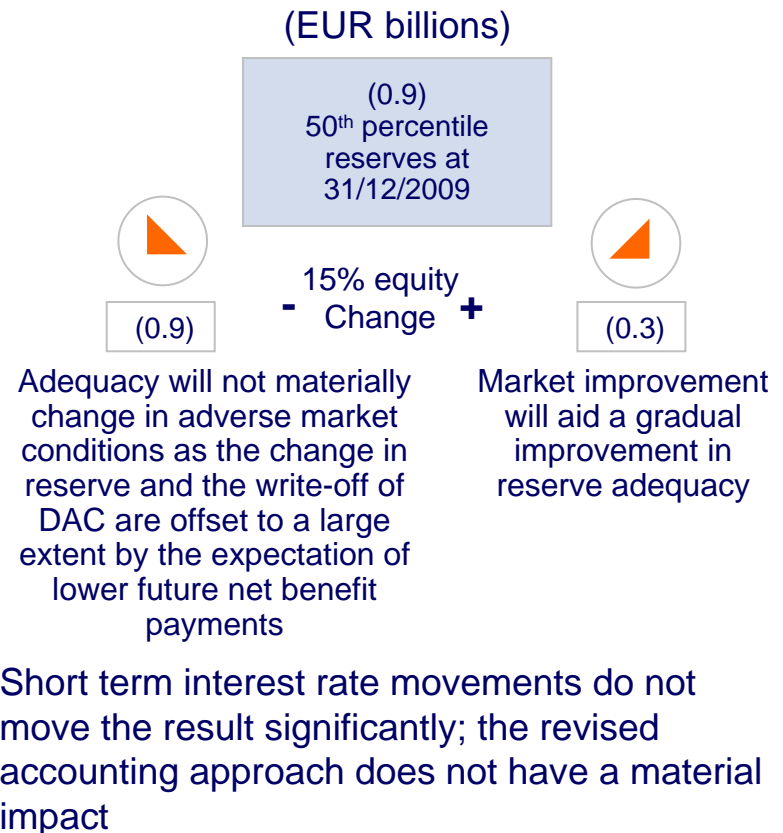 (EUR billions)
(0.9)
50th percentile
reserves at
31/12/2009
15% equity
- Change +
(0.9)
(0.3)
Adequacy will not materially
change in adverse market
conditions as the change in
reserve and the write-off of
DAC are offset to a large
extent by the expectation of
lower future net benefit
payments
Market improvement
will aid a gradual
improvement in
reserve adequacy
Short term interest rate movements do not
move the result significantly; the revised
accounting approach does not have a material
impact